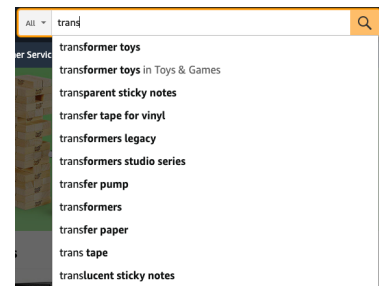 All trans
er Servic
transformer toys
transformer toys in Toys & Games
transparent sticky notes
transfer tape for vinyl
transformers legacy
transformers studio series
transfer pump
transformers
transfer paper
trans tape
translucent sticky notes
s